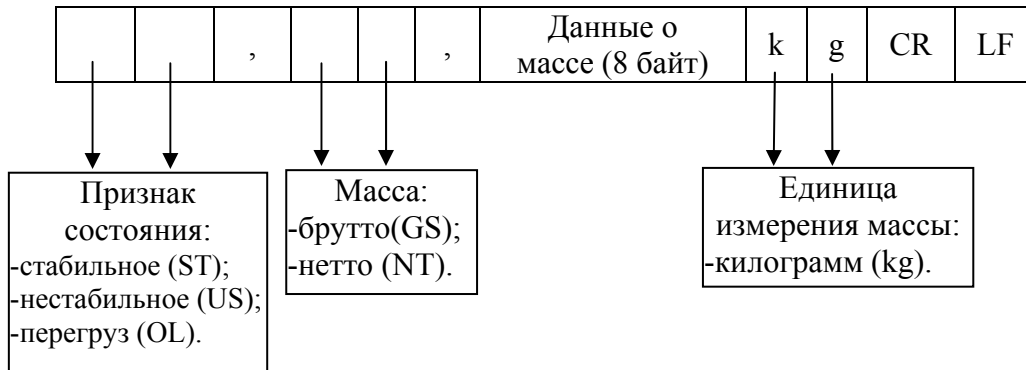 , , Данные о массе (8 байт) k g CR LF
Признак
состояния:
-стабильное (ST);
-нестабильное (US);
-перегруз (OL).
Масса:
-брутто(GS);
-нетто (NT).
Единица
измерения массы:
-килограмм (kg).